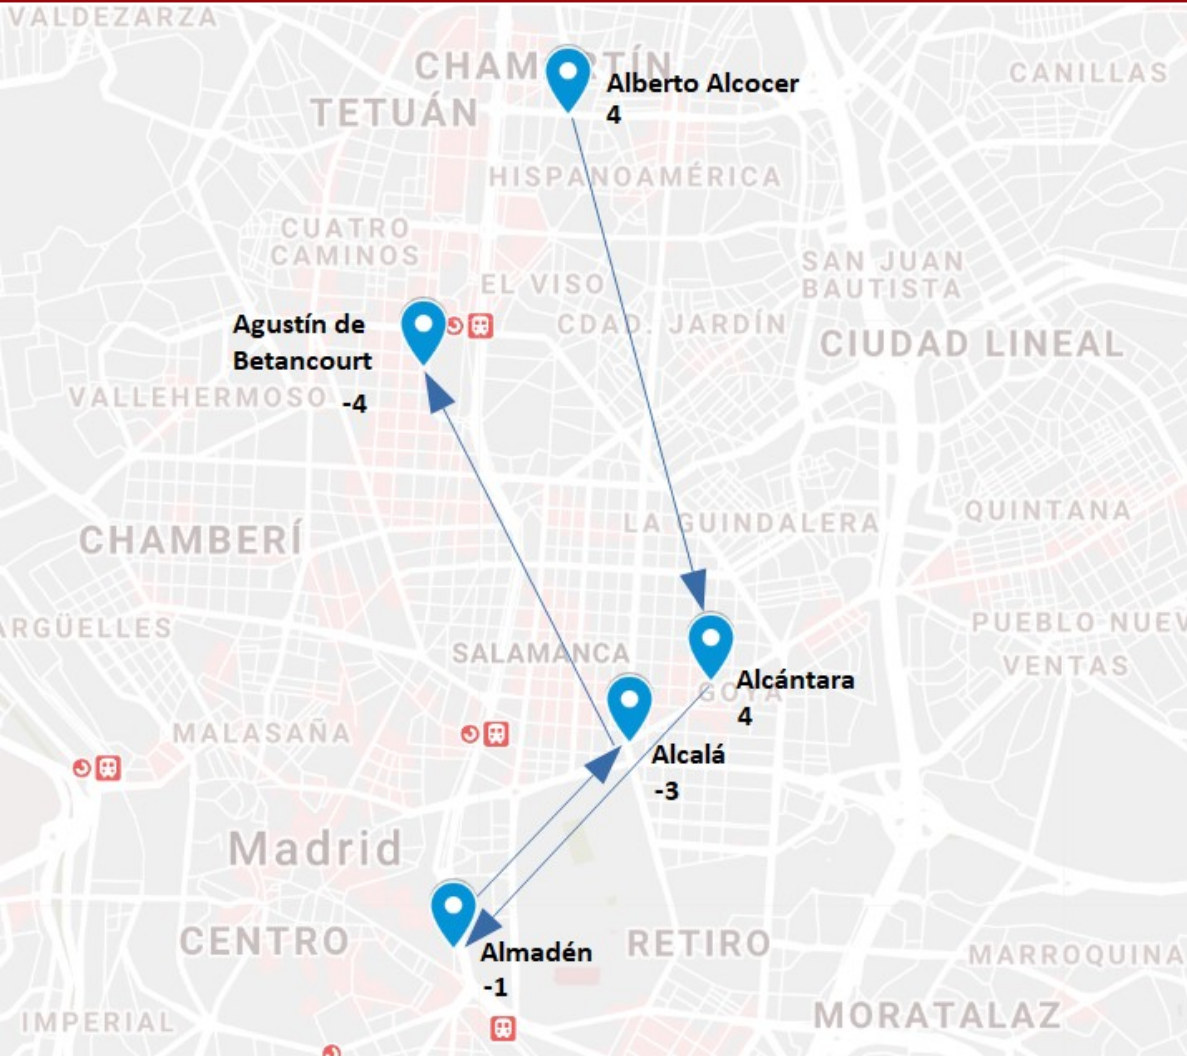 VALDEZARZA
CHAMARTÍN
CANILLAS
Alberto Alcocer
4
TETUÁN
HISPANOAMÉRICA
CUATRO
CAMINOS
SAN JUAN
BAUTISTA
EL VISO
Agustín de
Betancourt
-4
CDAD. JARDÍN
CIUDAD LINEAL
VALLEHERMOSO
LA GUINDALERA
QUINTANA
CHAMBERÍ
ARGÜELLES
PUEBLO NUEV
SALAMANCA
VENTAS
Alcántara
4
GOYA
MALASAÑA
Alcalá
-3
Madrid
CENTRO
Almadén
-1
RETIRO
MARROQUINA
IMPERIAL
MORATALAZ